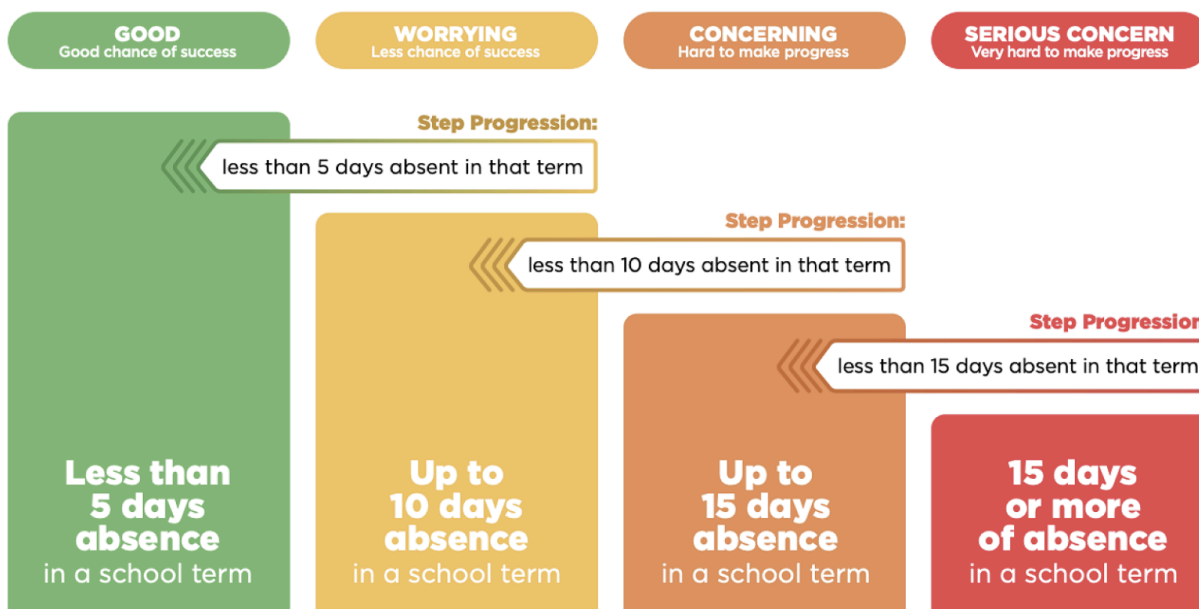 GOOD
Good chance of success
WORRYING
Less chance of success
CONCERNING
Hard to make progress
SERIOUS CONCERN
Very hard to make progress
Step Progression:
less than 5 days absent in that term
Step Progression:
less than 10 days absent in that term
Step Progression
less than 15 days absent in that term
Less than
5 days
absence
in a school term
Up to
10 days
absence
in a school term
Up to
15 days
absence
in a school term
15 days
or more
of absence
in a school term